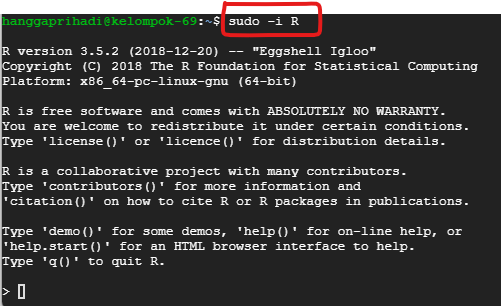 hanggaprihadi@kelompok-69:~$ sudo -i R
R version 3.5.2 (2018-12-20) -- "Eggshell Igloo"
Copyright (C) 2018 The R Foundation for Statistical Computing
Platform: x86_64-pc-linux-gnu (64-bit)
R is free software and comes with ABSOLUTELY NO WARRANTY.
You are welcome to redistribute it under certain conditions.
Type 'license()' or 'licence()' for distribution details.
R is a collaborative project with many contributors.
Type 'contributors()' for more information and
'citation()' on how to cite R or R packages in publications.
Type 'demo()' for some demos, 'help()' for on-line help, or
'help.start()' for an HTML browser interface to help.
Type 'q()' to quit R.
>